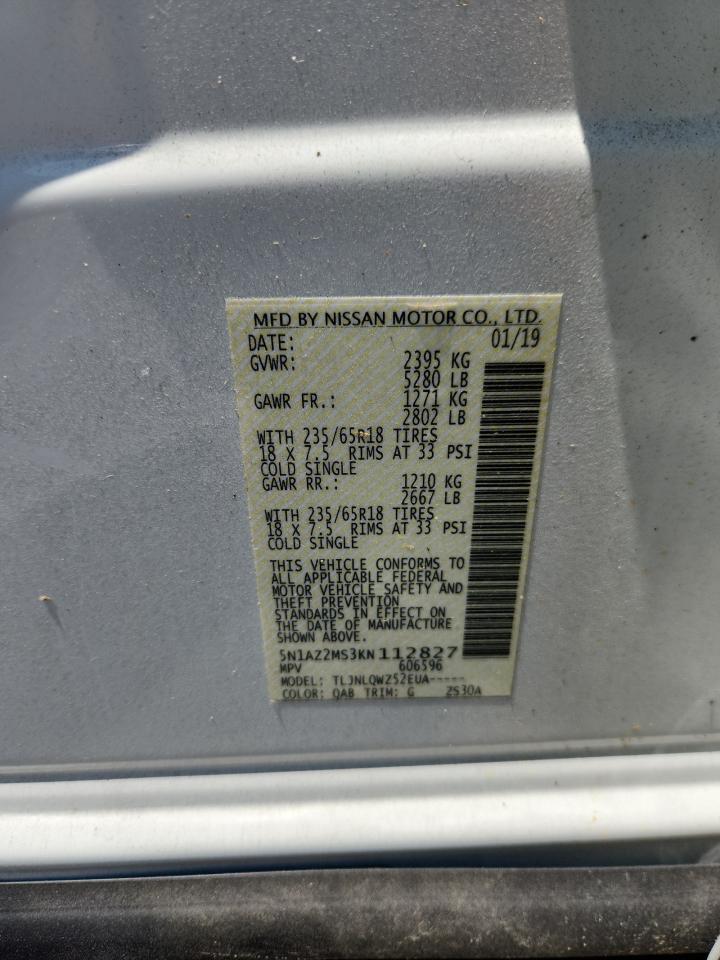 MFD BY NISSAN MOTOR CO., LTD.
DATE: 01/19
GVWR: 2395 KG
5280 LB
GAWR FR.: 1271 KG
2802 LB
WITH 235/65R18 TIRES
18 X 7.5 RIMS AT 33 PSI
COLD SINGLE
GAWR RR.: 1210 KG
2667 LB
WITH 235/65R18 TIRES
18 X 7.5 RIMS AT 33 PSI
COLD SINGLE
THIS VEHICLE CONFORMS TO
ALL APPLICABLE FEDERAL
MOTOR VEHICLE SAFETY AND
THEFT PREVENTION
STANDARDS IN EFFECT ON
THE DATE OF MANUFACTURE
SHOWN ABOVE.
5N1AZ2MS3KN112827
MPV 606596
MODEL: TLJNLQWZ52EUA-----
COLOR: QAB TRIM: G 2S30A